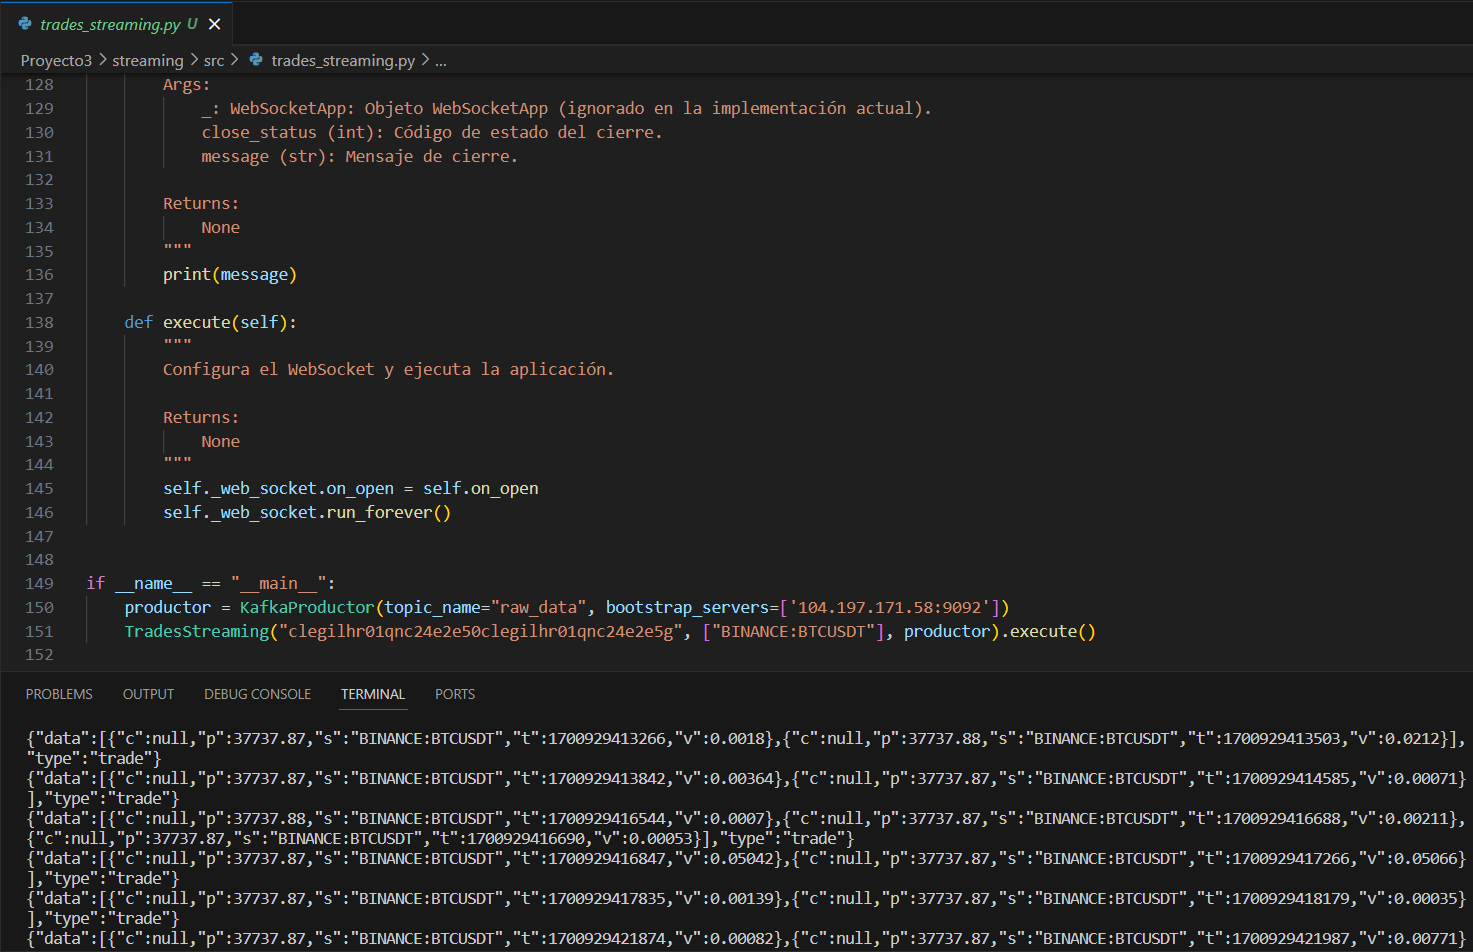 trades_streaming.py U ×
Proyecto3 > streaming > src > trades_streaming.py > ...
128 Args:
129 _: WebSocketApp: Objeto WebSocketApp (ignorado en la implementación actual).
130 close_status (int): Código de estado del cierre.
131 message (str): Mensaje de cierre.
132
133 Returns:
134 None
135 """
136 print(message)
137
138 def execute(self):
139 """
140 Configura el WebSocket y ejecuta la aplicación.
141
142 Returns:
143 None
144 """
145 self._web_socket.on_open = self.on_open
146 self._web_socket.run_forever()
147
148
149 if __name__ == "__main__":
150 productor = KafkaProductor(topic_name="raw_data", bootstrap_servers=['104.197.171.58:9092'])
151 TradesStreaming("clegilhr01qnc24e2e50clegilhr01qnc24e2e5g", ["BINANCE:BTCUSDT"], productor).execute()
152
PROBLEMS OUTPUT DEBUG CONSOLE TERMINAL PORTS
{"data":[{"c":null,"p":37737.87,"s":"BINANCE:BTCUSDT","t":1700929413266,"v":0.0018},{"c":null,"p":37737.88,"s":"BINANCE:BTCUSDT","t":1700929413503,"v":0.0212}],
"type":"trade"}
{"data":[{"c":null,"p":37737.87,"s":"BINANCE:BTCUSDT","t":1700929413842,"v":0.00364},{"c":null,"p":37737.87,"s":"BINANCE:BTCUSDT","t":1700929414585,"v":0.00071}
],"type":"trade"}
{"data":[{"c":null,"p":37737.88,"s":"BINANCE:BTCUSDT","t":1700929416544,"v":0.0007},{"c":null,"p":37737.87,"s":"BINANCE:BTCUSDT","t":1700929416688,"v":0.00211},
{"c":null,"p":37737.87,"s":"BINANCE:BTCUSDT","t":1700929416690,"v":0.00053}],"type":"trade"}
{"data":[{"c":null,"p":37737.87,"s":"BINANCE:BTCUSDT","t":1700929416847,"v":0.05042},{"c":null,"p":37737.87,"s":"BINANCE:BTCUSDT","t":1700929417266,"v":0.05066}
],"type":"trade"}
{"data":[{"c":null,"p":37737.87,"s":"BINANCE:BTCUSDT","t":1700929417835,"v":0.00139},{"c":null,"p":37737.87,"s":"BINANCE:BTCUSDT","t":1700929418179,"v":0.00035}
],"type":"trade"}
{"data":[{"c":null,"p":37737.87,"s":"BINANCE:BTCUSDT","t":1700929421874,"v":0.00082},{"c":null,"p":37737.87,"s":"BINANCE:BTCUSDT","t":1700929421987,"v":0.00771}